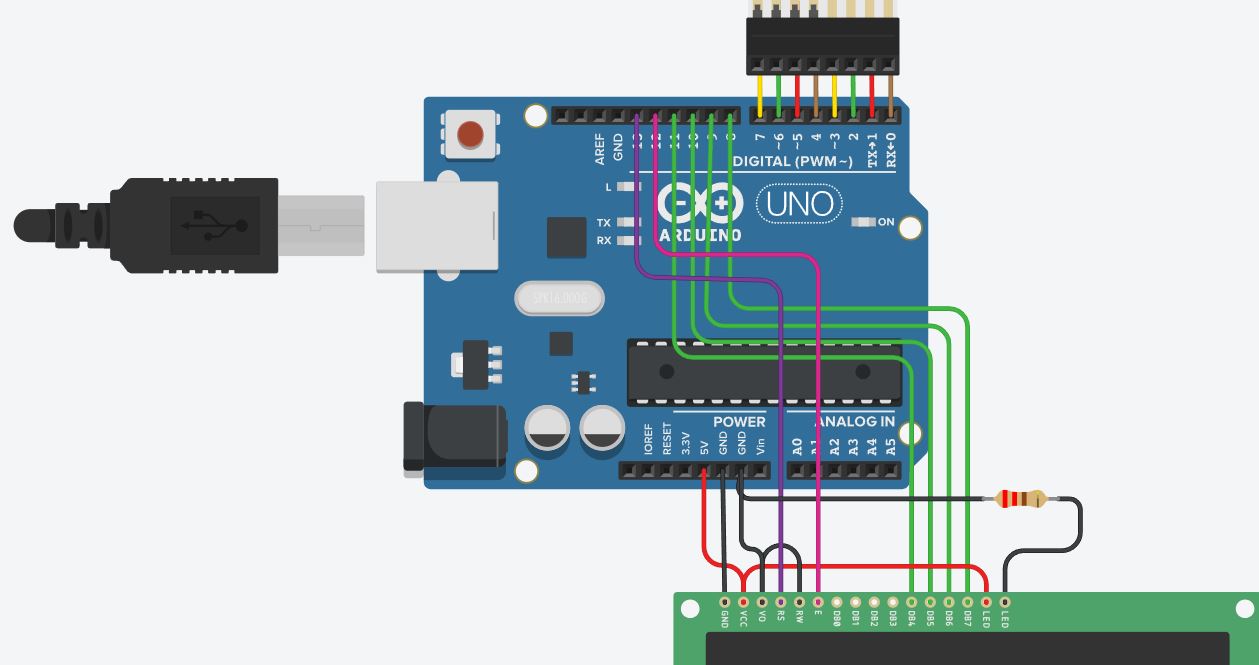 7
~6
~5
4
~3
2
TX→1
RX←0
AREF
GND
13
12
11
10
9
8
DIGITAL (PWM~)
L
TX
RX
ARDUINO
UNO
ON
SPK16.000G
POWER
ANALOG IN
IOREF
RESET
3.3V
5V
GND
GND
Vin
A0
A1
A2
A3
A4
A5
GND
VCC
V0
RS
RW
E
DB0
DB1
DB2
DB3
DB4
DB5
DB6
DB7
LED
LED